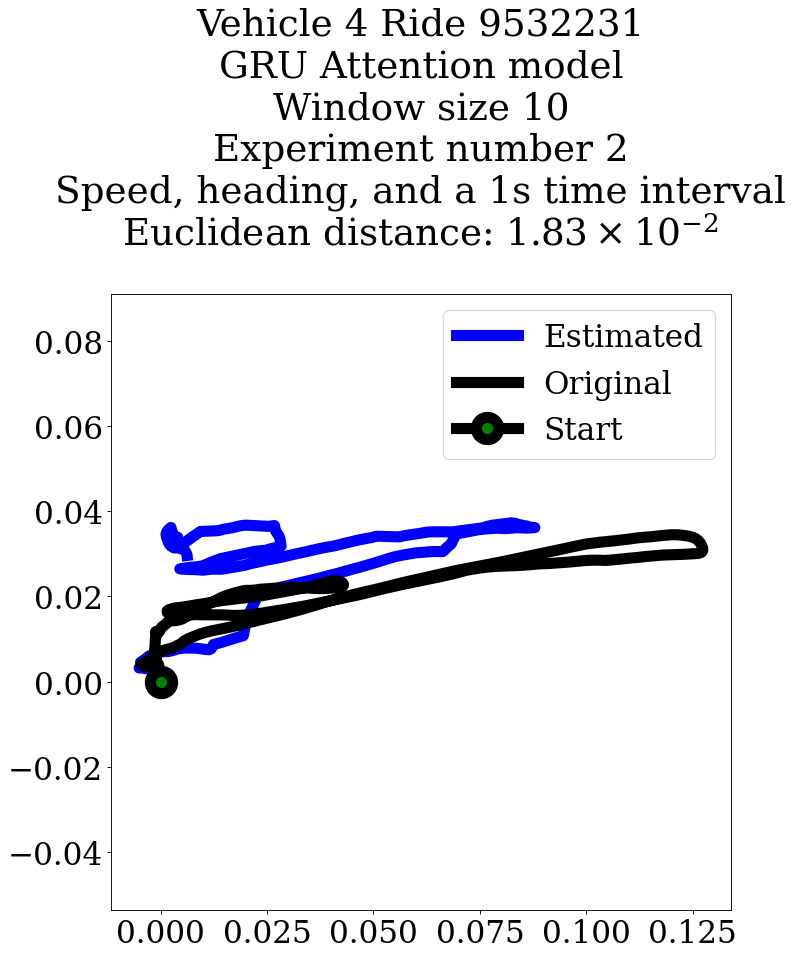 Vehicle 4 Ride 9532231
GRU Attention model
Window size 10
Experiment number 2
Speed, heading, and a 1s time interval
Euclidean distance: 1.83 × 10⁻²
Estimated
Original
Start
0.08
0.06
0.04
0.02
0.00
−0.02
−0.04
0.000 0.025 0.050 0.075 0.100 0.125